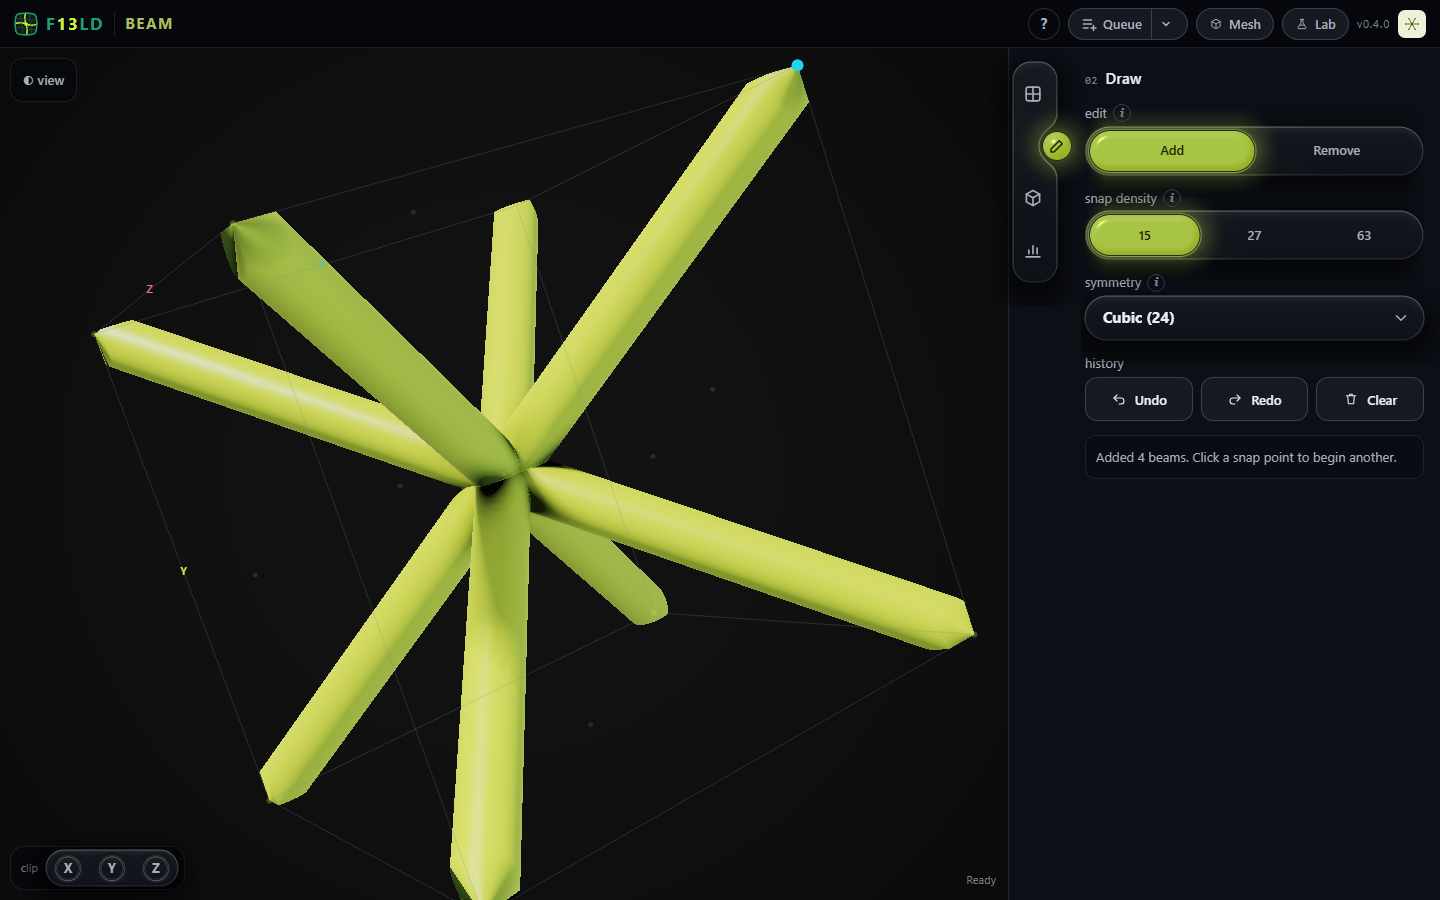 F13LD BEAM
? Queue Mesh Lab v0.4.0
view
02 Draw
edit i
Add Remove
snap density i
15 27 63
symmetry i
Cubic (24)
history
Undo Redo Clear
Added 4 beams. Click a snap point to begin another.
Z
Y
clip X Y Z
Ready